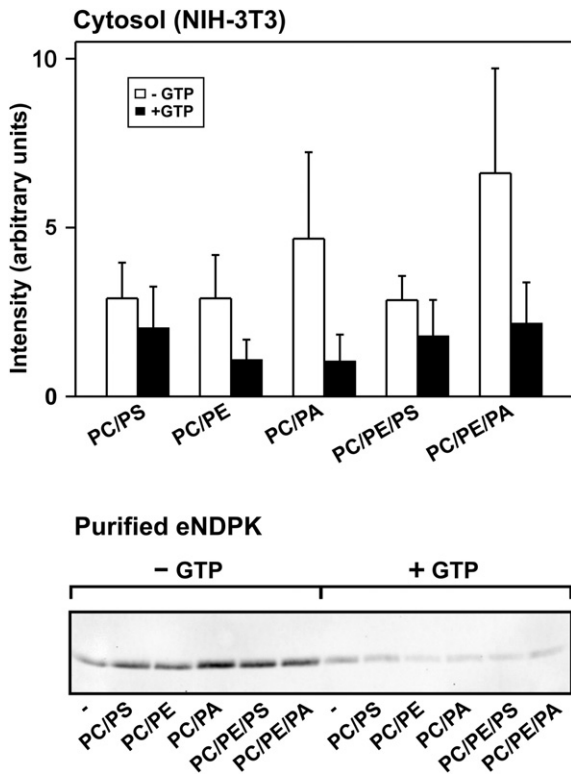 Cytosol (NIH-3T3)
Intensity (arbitrary units)
10
5
0
- GTP
+GTP
PC/PS
PC/PE
PC/PA
PC/PE/PS
PC/PE/PA
Purified eNDPK
− GTP
+ GTP
-
PC/PS
PC/PE
PC/PA
PC/PE/PS
PC/PE/PA
-
PC/PS
PC/PE
PC/PA
PC/PE/PS
PC/PE/PA